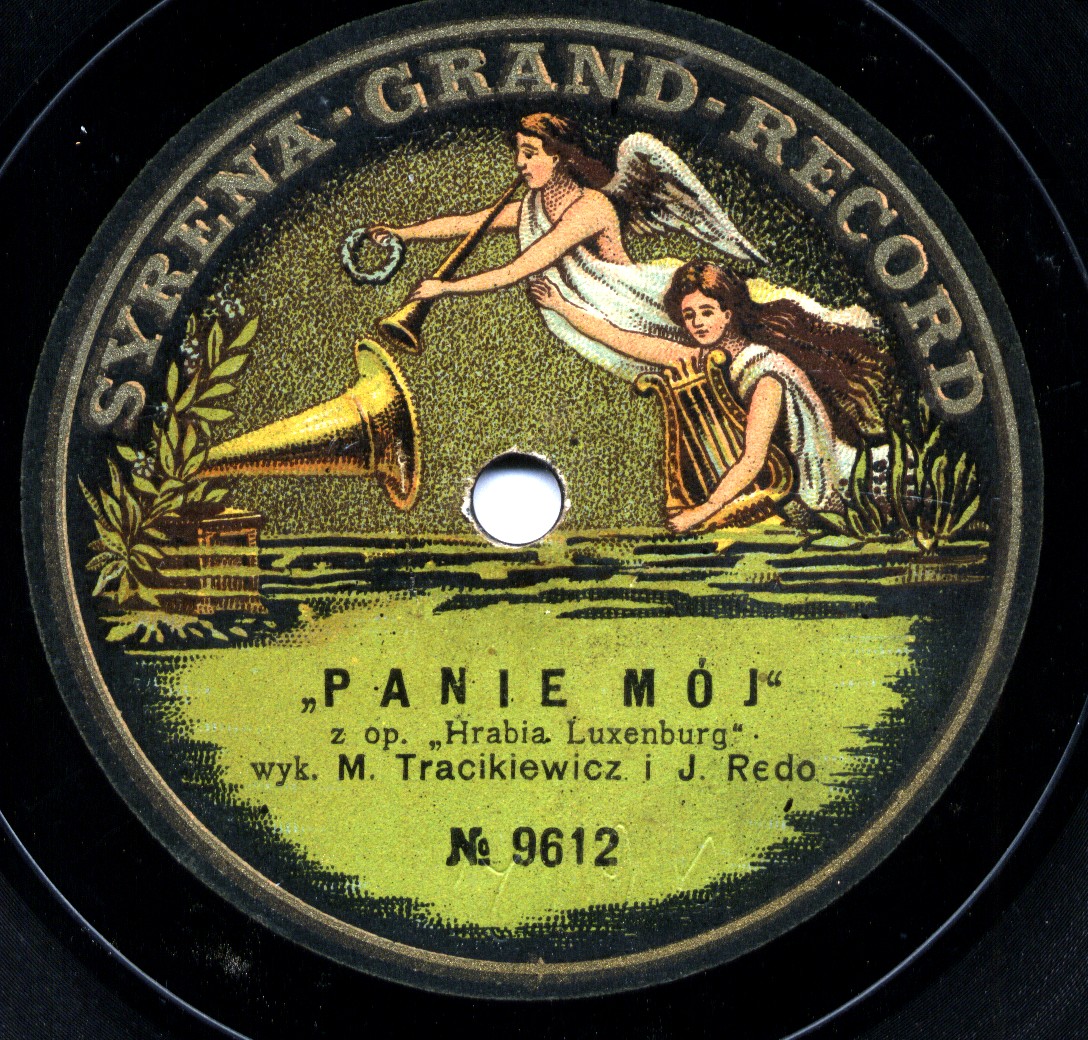 SYRENA-GRAND-RECORD
„PANIE MÓJ“
z op. „Hrabia Luxenburg“
wyk. M. Tracikiewicz i J. Redo
№ 9612